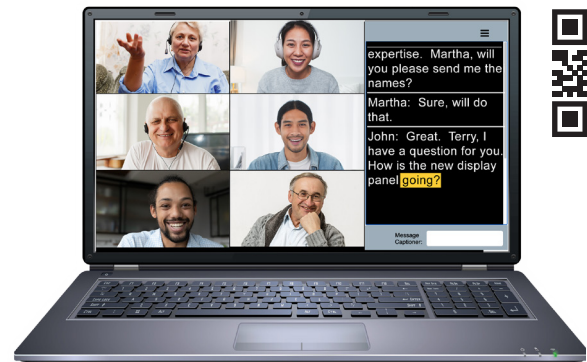 expertise. Martha, will
you please send me the
names?
Martha: Sure, will do
that.
John: Great. Terry, I
have a question for you.
How is the new display
panel going?
Message
Captioner: